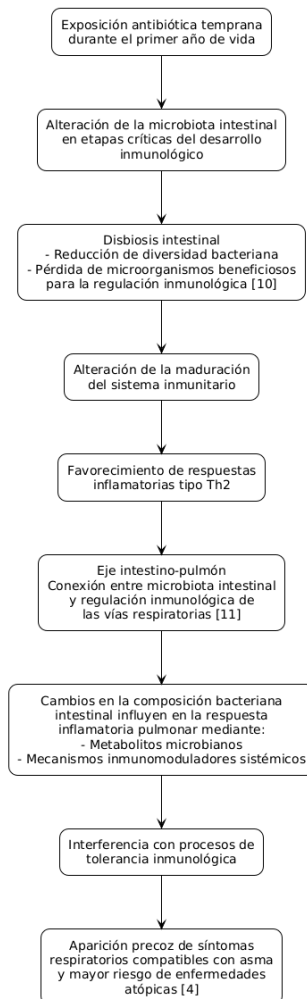 Exposición antibiótica temprana
durante el primer año de vida
Alteración de la microbiota intestinal
en etapas críticas del desarrollo
inmunológico
Disbiosis intestinal
- Reducción de diversidad bacteriana
- Pérdida de microorganismos beneficiosos
para la regulación inmunológica [10]
Alteración de la maduración
del sistema inmunitario
Favorecimiento de respuestas
inflamatorias tipo Th2
Eje intestino-pulmón
Conexión entre microbiota intestinal
y regulación inmunológica de
las vías respiratorias [11]
Cambios en la composición bacteriana
intestinal influyen en la respuesta
inflamatoria pulmonar mediante:
- Metabolitos microbianos
- Mecanismos inmunomoduladores sistémicos
Interferencia con procesos de
tolerancia inmunológica
Aparición precoz de síntomas
respiratorios compatibles con asma
y mayor riesgo de enfermedades
atópicas [4]